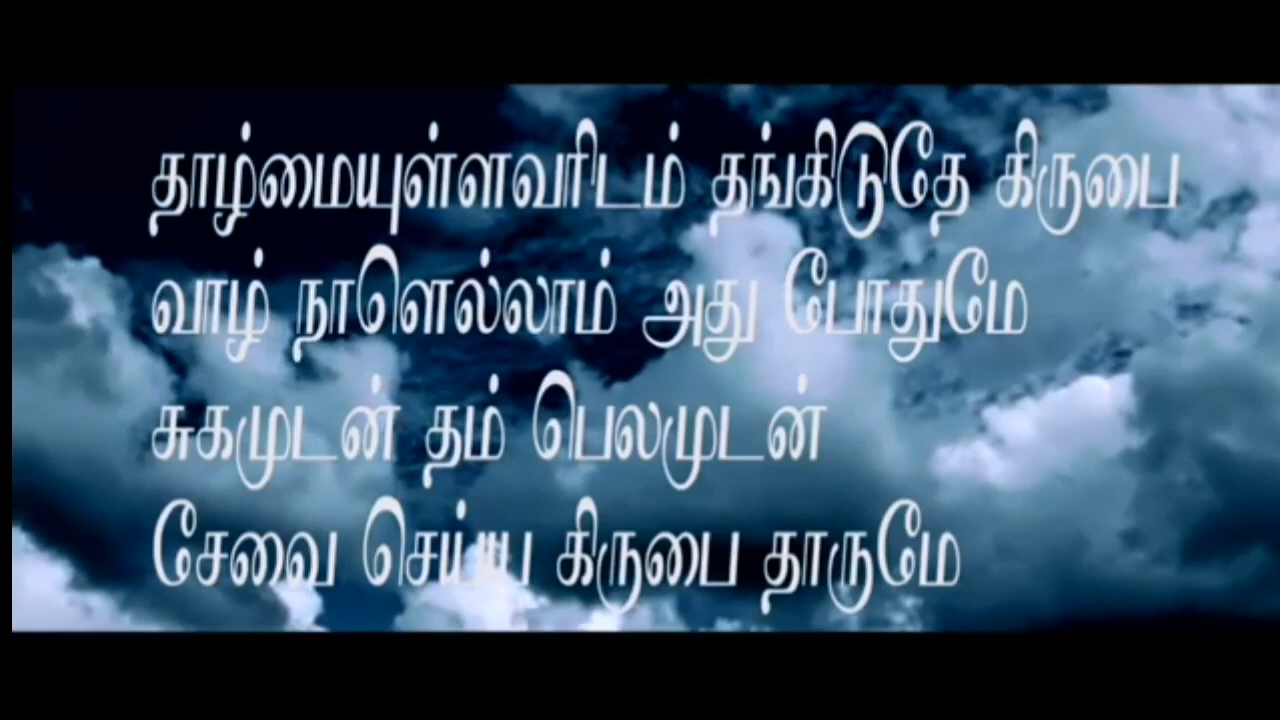 தாழ்மையுள்ளவரிடம் தங்கிடுதே கிருபை
வாழ் நாளெல்லாம் அது போதுமே
சுகமுடன் தம் பெலமுடன்
சேவை செய்ய கிருபை தாருமே